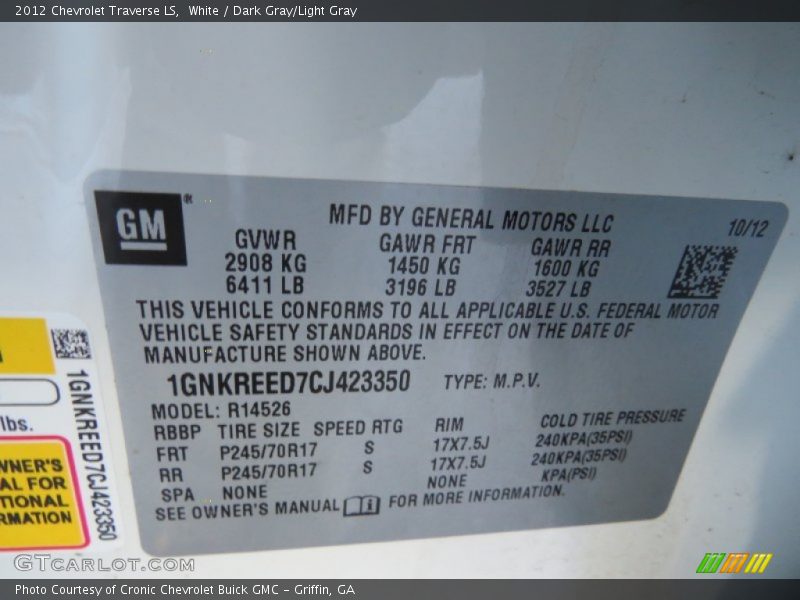 2012 Chevrolet Traverse LS, White / Dark Gray/Light Gray
GM®
MFD BY GENERAL MOTORS LLC
10/12
GVWR GAWR FRT GAWR RR
2908 KG 1450 KG 1600 KG
6411 LB 3196 LB 3527 LB
THIS VEHICLE CONFORMS TO ALL APPLICABLE U.S. FEDERAL MOTOR
VEHICLE SAFETY STANDARDS IN EFFECT ON THE DATE OF
MANUFACTURE SHOWN ABOVE.
1GNKREED7CJ423350 TYPE: M.P.V.
MODEL: R14526
RBBP TIRE SIZE SPEED RTG RIM COLD TIRE PRESSURE
FRT P245/70R17 S 17X7.5J 240KPA(35PSI)
RR P245/70R17 S 17X7.5J 240KPA(35PSI)
SPA NONE NONE KPA(PSI)
SEE OWNER'S MANUAL FOR MORE INFORMATION.
1GNKREED7CJ423350
lbs.
WNER'S
AL FOR
TIONAL
RMATION
GTcarlot.com
Photo Courtesy of Cronic Chevrolet Buick GMC - Griffin, GA